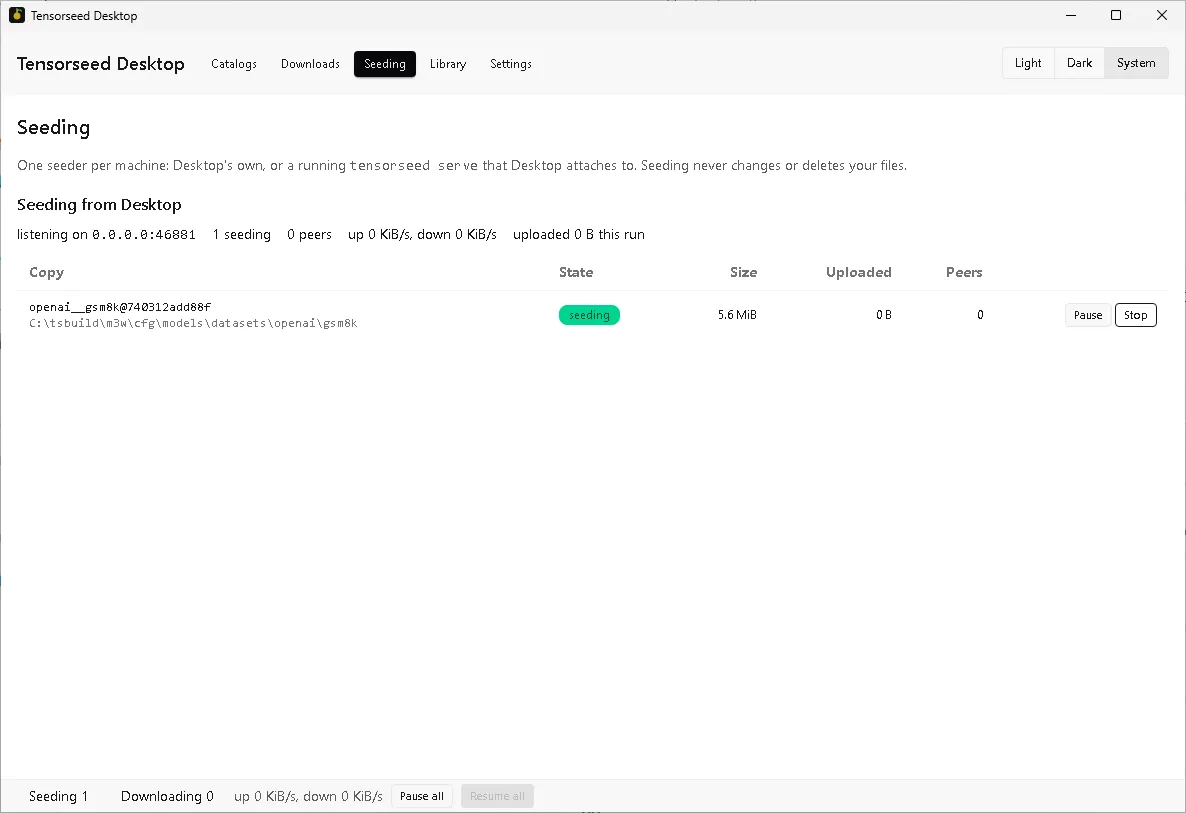 Tensorseed Desktop
Tensorseed Desktop Catalogs Downloads Seeding Library Settings Light Dark System
Seeding
One seeder per machine: Desktop's own, or a running tensorseed serve that Desktop attaches to. Seeding never changes or deletes your files.
Seeding from Desktop
listening on 0.0.0.0:46881 1 seeding 0 peers up 0 KiB/s, down 0 KiB/s uploaded 0 B this run
Copy State Size Uploaded Peers
openai__gsm8k@740312add88f
C:\tsbuild\m3w\cfg\models\datasets\openai\gsm8k
seeding 5.6 MiB 0 B 0 Pause Stop
Seeding 1 Downloading 0 up 0 KiB/s, down 0 KiB/s Pause all Resume all